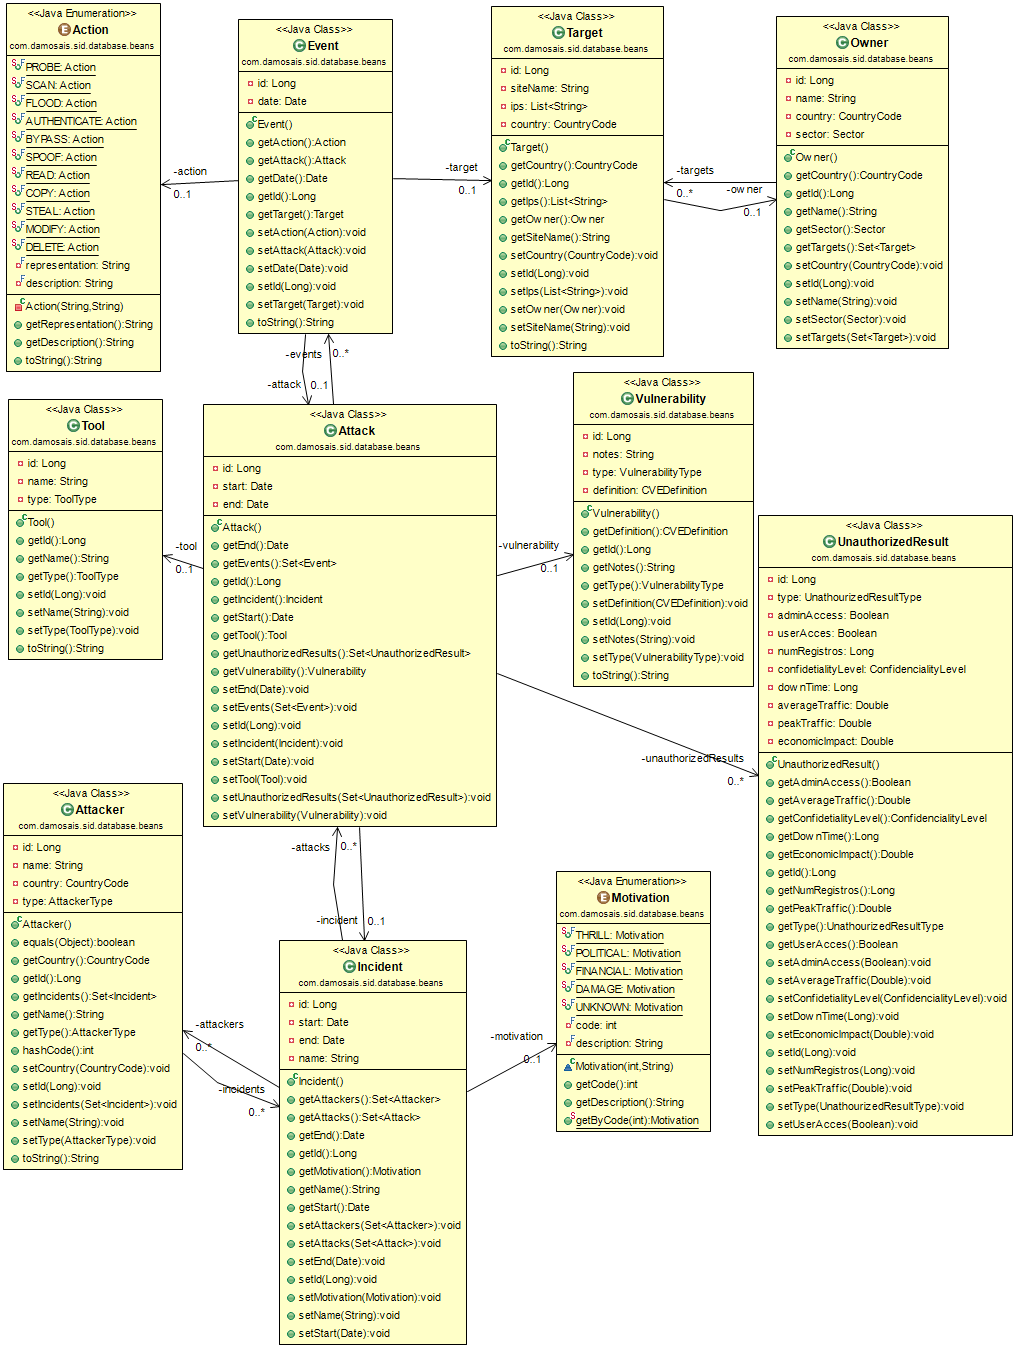 <<Java Enumeration>>
Action
com.damosais.sid.database.beans
PROBE: Action
SCAN: Action
FLOOD: Action
AUTHENTICATE: Action
BYPASS: Action
SPOOF: Action
READ: Action
COPY: Action
STEAL: Action
MODIFY: Action
DELETE: Action
representation: String
description: String
Action(String,String)
getRepresentation():String
getDescription():String
toString():String
<<Java Class>>
Event
com.damosais.sid.database.beans
id: Long
date: Date
Event()
getAction():Action
getAttack():Attack
getDate():Date
getId():Long
getTarget():Target
setAction(Action):void
setAttack(Attack):void
setDate(Date):void
setId(Long):void
setTarget(Target):void
toString():String
<<Java Class>>
Target
com.damosais.sid.database.beans
id: Long
siteName: String
ips: List<String>
country: CountryCode
Target()
getCountry():CountryCode
getId():Long
getIps():List<String>
getOwner():Owner
getSiteName():String
setCountry(CountryCode):void
setId(Long):void
setIps(List<String>):void
setOwner(Owner):void
setSiteName(String):void
toString():String
<<Java Class>>
Owner
com.damosais.sid.database.beans
id: Long
name: String
country: CountryCode
sector: Sector
Owner()
getCountry():CountryCode
getId():Long
getName():String
getSector():Sector
getTargets():Set<Target>
setCountry(CountryCode):void
setId(Long):void
setName(String):void
setSector(Sector):void
setTargets(Set<Target>):void
-action
0..1
-target
0..1
-targets
0..*
-owner
0..1
-events
0..*
-attack
0..1
<<Java Class>>
Tool
com.damosais.sid.database.beans
id: Long
name: String
type: ToolType
Tool()
getId():Long
getName():String
getType():ToolType
setId(Long):void
setName(String):void
setType(ToolType):void
toString():String
-tool
0..1
<<Java Class>>
Attack
com.damosais.sid.database.beans
id: Long
start: Date
end: Date
Attack()
getEnd():Date
getEvents():Set<Event>
getId():Long
getIncident():Incident
getStart():Date
getTool():Tool
getUnauthorizedResults():Set<UnauthorizedResult>
getVulnerability():Vulnerability
setEnd(Date):void
setEvents(Set<Event>):void
setId(Long):void
setIncident(Incident):void
setStart(Date):void
setTool(Tool):void
setUnauthorizedResults(Set<UnauthorizedResult>):void
setVulnerability(Vulnerability):void
-vulnerability
0..1
<<Java Class>>
Vulnerability
com.damosais.sid.database.beans
id: Long
notes: String
type: VulnerabilityType
definition: CVEDefinition
Vulnerability()
getDefinition():CVEDefinition
getId():Long
getNotes():String
getType():VulnerabilityType
setDefinition(CVEDefinition):void
setId(Long):void
setNotes(String):void
setType(VulnerabilityType):void
toString():String
<<Java Class>>
UnauthorizedResult
com.damosais.sid.database.beans
id: Long
type: UnathourizedResultType
adminAccess: Boolean
userAcces: Boolean
numRegistros: Long
confidetialityLevel: ConfidencialityLevel
downTime: Long
averageTraffic: Double
peakTraffic: Double
economicImpact: Double
UnauthorizedResult()
getAdminAccess():Boolean
getAverageTraffic():Double
getConfidetialityLevel():ConfidencialityLevel
getDownTime():Long
getEconomicImpact():Double
getId():Long
getNumRegistros():Long
getPeakTraffic():Double
getType():UnathourizedResultType
getUserAcces():Boolean
setAdminAccess(Boolean):void
setAverageTraffic(Double):void
setConfidetialityLevel(ConfidencialityLevel):void
setDownTime(Long):void
setEconomicImpact(Double):void
setId(Long):void
setNumRegistros(Long):void
setPeakTraffic(Double):void
setType(UnathourizedResultType):void
setUserAcces(Boolean):void
-unauthorizedResults
0..*
<<Java Class>>
Attacker
com.damosais.sid.database.beans
id: Long
name: String
country: CountryCode
type: AttackerType
Attacker()
equals(Object):boolean
getCountry():CountryCode
getId():Long
getIncidents():Set<Incident>
getName():String
getType():AttackerType
hashCode():int
setCountry(CountryCode):void
setId(Long):void
setIncidents(Set<Incident>):void
setName(String):void
setType(AttackerType):void
toString():String
-attacks
0..*
-incident
0..1
-attackers
0..*
-incidents
0..*
<<Java Class>>
Incident
com.damosais.sid.database.beans
id: Long
start: Date
end: Date
name: String
Incident()
getAttackers():Set<Attacker>
getAttacks():Set<Attack>
getEnd():Date
getId():Long
getMotivation():Motivation
getName():String
getStart():Date
setAttackers(Set<Attacker>):void
setAttacks(Set<Attack>):void
setEnd(Date):void
setId(Long):void
setMotivation(Motivation):void
setName(String):void
setStart(Date):void
-motivation
0..1
<<Java Enumeration>>
Motivation
com.damosais.sid.database.beans
THRILL: Motivation
POLITICAL: Motivation
FINANCIAL: Motivation
DAMAGE: Motivation
UNKNOWN: Motivation
code: int
description: String
Motivation(int,String)
getCode():int
getDescription():String
getByCode(int):Motivation